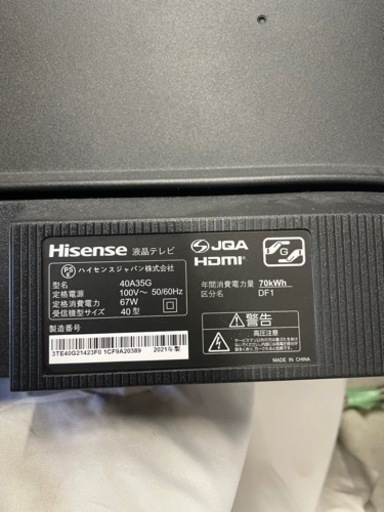 Hisense 液晶テレビ
PS E ハイセンスジャパン株式会社
型名 40A35G
定格電源 100V～ 50/60Hz
定格消費電力 67W
受信機型サイズ 40 型
製造番号
3TE40G21423F0 1CF9A20389 2021年製
JQA
HDMI
G
年間消費電力量 70kWh
区分名 DF1
警告
高圧注意
MADE IN CHINA